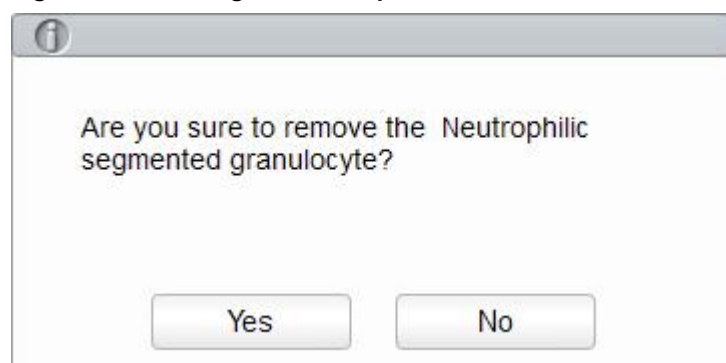 Are you sure to remove the Neutrophilic
segmented granulocyte?
Yes No